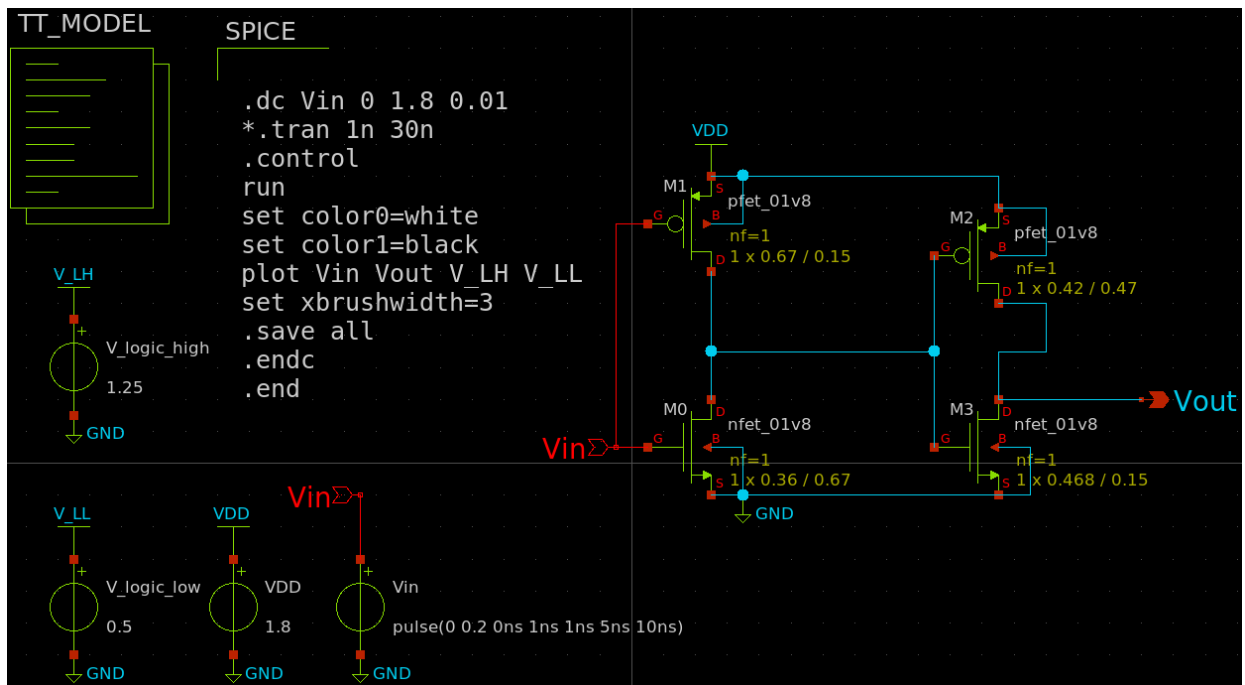 TT_MODEL
SPICE
.dc Vin 0 1.8 0.01
*.tran 1n 30n
.control
run
set color0=white
set color1=black
plot Vin Vout V_LH V_LL
set xbrushwidth=3
.save all
.endc
.end
V_LH
+
V_logic_high
1.25
GND
V_LL
+
V_logic_low
0.5
GND
VDD
+
VDD
1.8
GND
Vin
+
Vin
pulse(0 0.2 0ns 1ns 1ns 5ns 10ns)
GND
VDD
M1
S
pfet_01v8
G
B
nf=1
D
1 x 0.67 / 0.15
M2
S
pfet_01v8
G
B
nf=1
D
1 x 0.42 / 0.47
Vin
M0
D
nfet_01v8
G
B
nf=1
S
1 x 0.36 / 0.67
GND
M3
D
nfet_01v8
G
B
nf=1
S
1 x 0.468 / 0.15
Vout